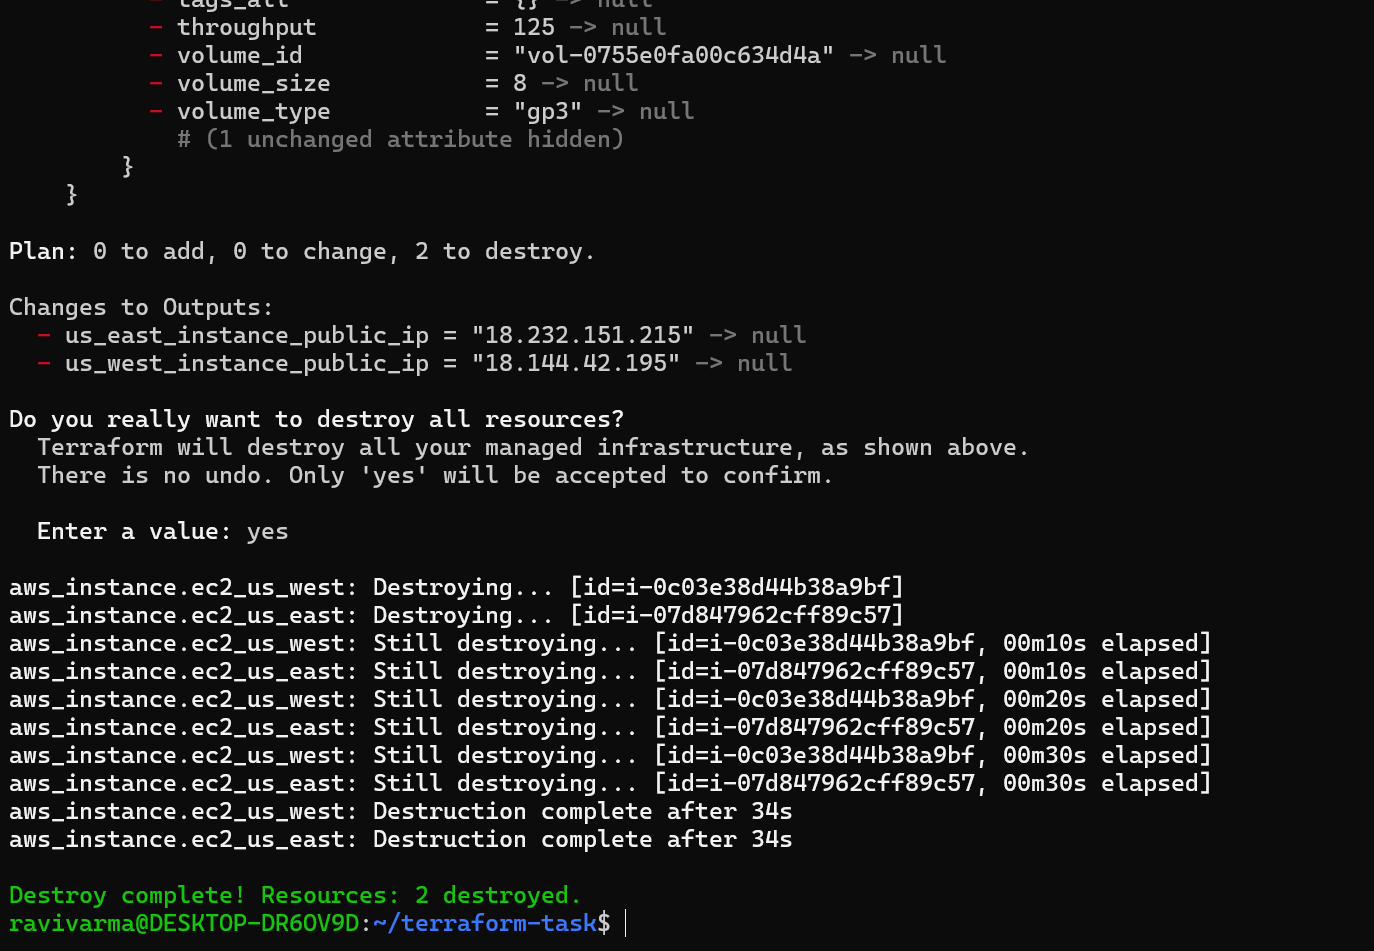 - tags_all = {} -> null
- throughput = 125 -> null
- volume_id = "vol-0755e0fa00c634d4a" -> null
- volume_size = 8 -> null
- volume_type = "gp3" -> null
# (1 unchanged attribute hidden)
}
}
Plan: 0 to add, 0 to change, 2 to destroy.
Changes to Outputs:
- us_east_instance_public_ip = "18.232.151.215" -> null
- us_west_instance_public_ip = "18.144.42.195" -> null
Do you really want to destroy all resources?
Terraform will destroy all your managed infrastructure, as shown above.
There is no undo. Only 'yes' will be accepted to confirm.
Enter a value: yes
aws_instance.ec2_us_west: Destroying... [id=i-0c03e38d44b38a9bf]
aws_instance.ec2_us_east: Destroying... [id=i-07d847962cff89c57]
aws_instance.ec2_us_west: Still destroying... [id=i-0c03e38d44b38a9bf, 00m10s elapsed]
aws_instance.ec2_us_east: Still destroying... [id=i-07d847962cff89c57, 00m10s elapsed]
aws_instance.ec2_us_west: Still destroying... [id=i-0c03e38d44b38a9bf, 00m20s elapsed]
aws_instance.ec2_us_east: Still destroying... [id=i-07d847962cff89c57, 00m20s elapsed]
aws_instance.ec2_us_west: Still destroying... [id=i-0c03e38d44b38a9bf, 00m30s elapsed]
aws_instance.ec2_us_east: Still destroying... [id=i-07d847962cff89c57, 00m30s elapsed]
aws_instance.ec2_us_west: Destruction complete after 34s
aws_instance.ec2_us_east: Destruction complete after 34s
Destroy complete! Resources: 2 destroyed.
ravivarma@DESKTOP-DR6OV9D:~/terraform-task$